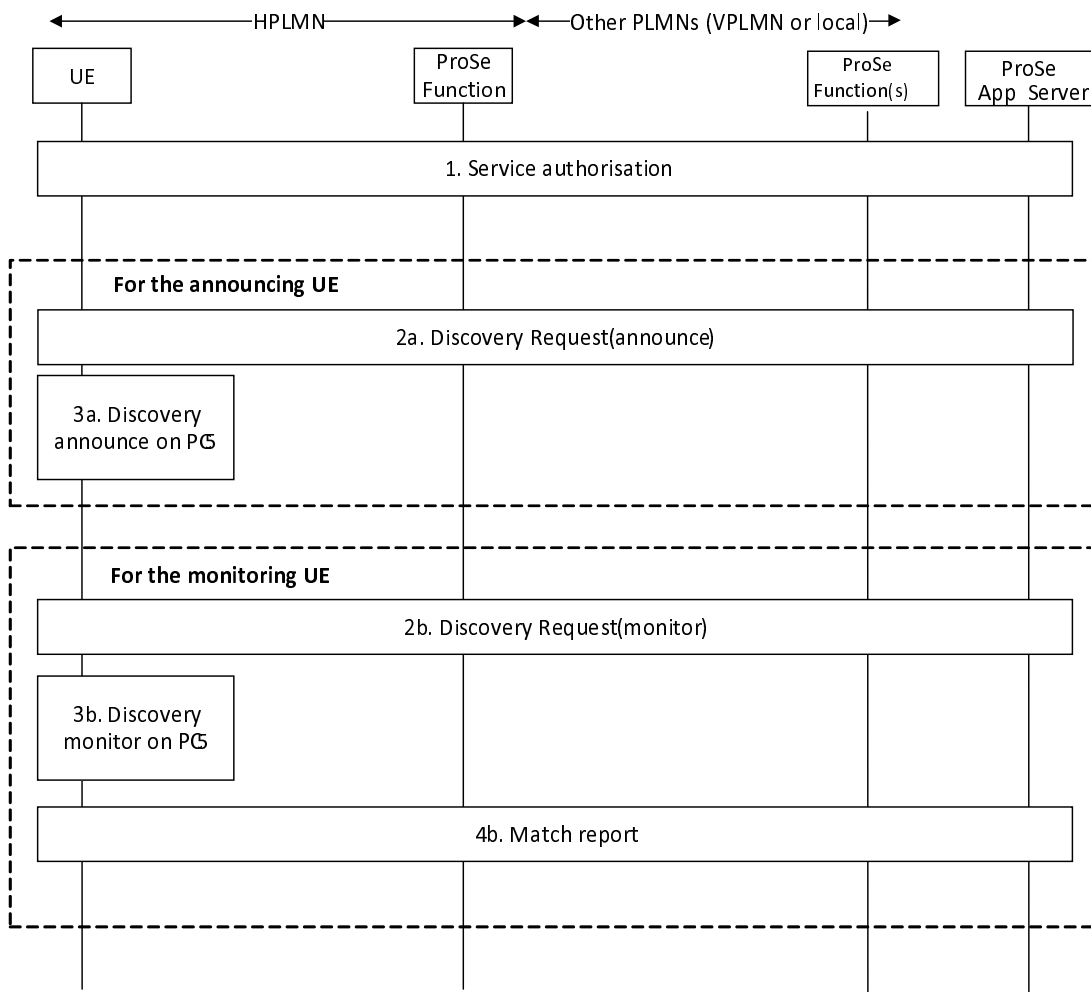 HPLMN
Other PLMNs (VPLMN or local)
UE
ProSe
Function
ProSe
Function(s)
ProSe
App Server
1. Service authorisation
For the announcing UE
2a. Discovery Request(announce)
3a. Discovery
announce on PC5
For the monitoring UE
2b. Discovery Request(monitor)
3b. Discovery
monitor on PC5
4b. Match report